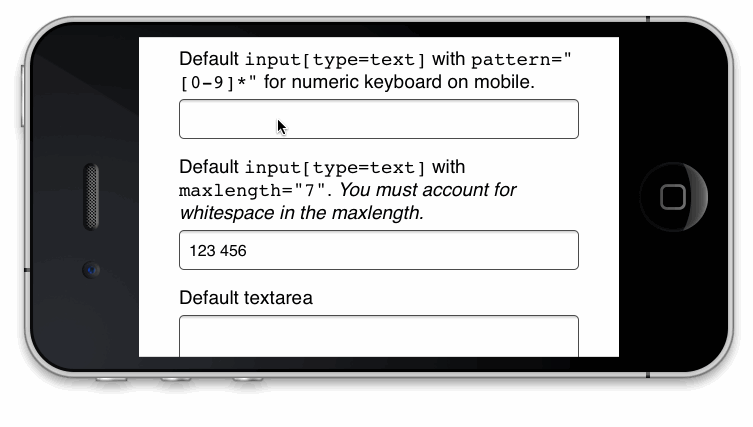 Default input[type=text] with pattern="
[0-9]*" for numeric keyboard on mobile.
Default input[type=text] with
maxlength="7". You must account for
whitespace in the maxlength.
123 456
Default textarea